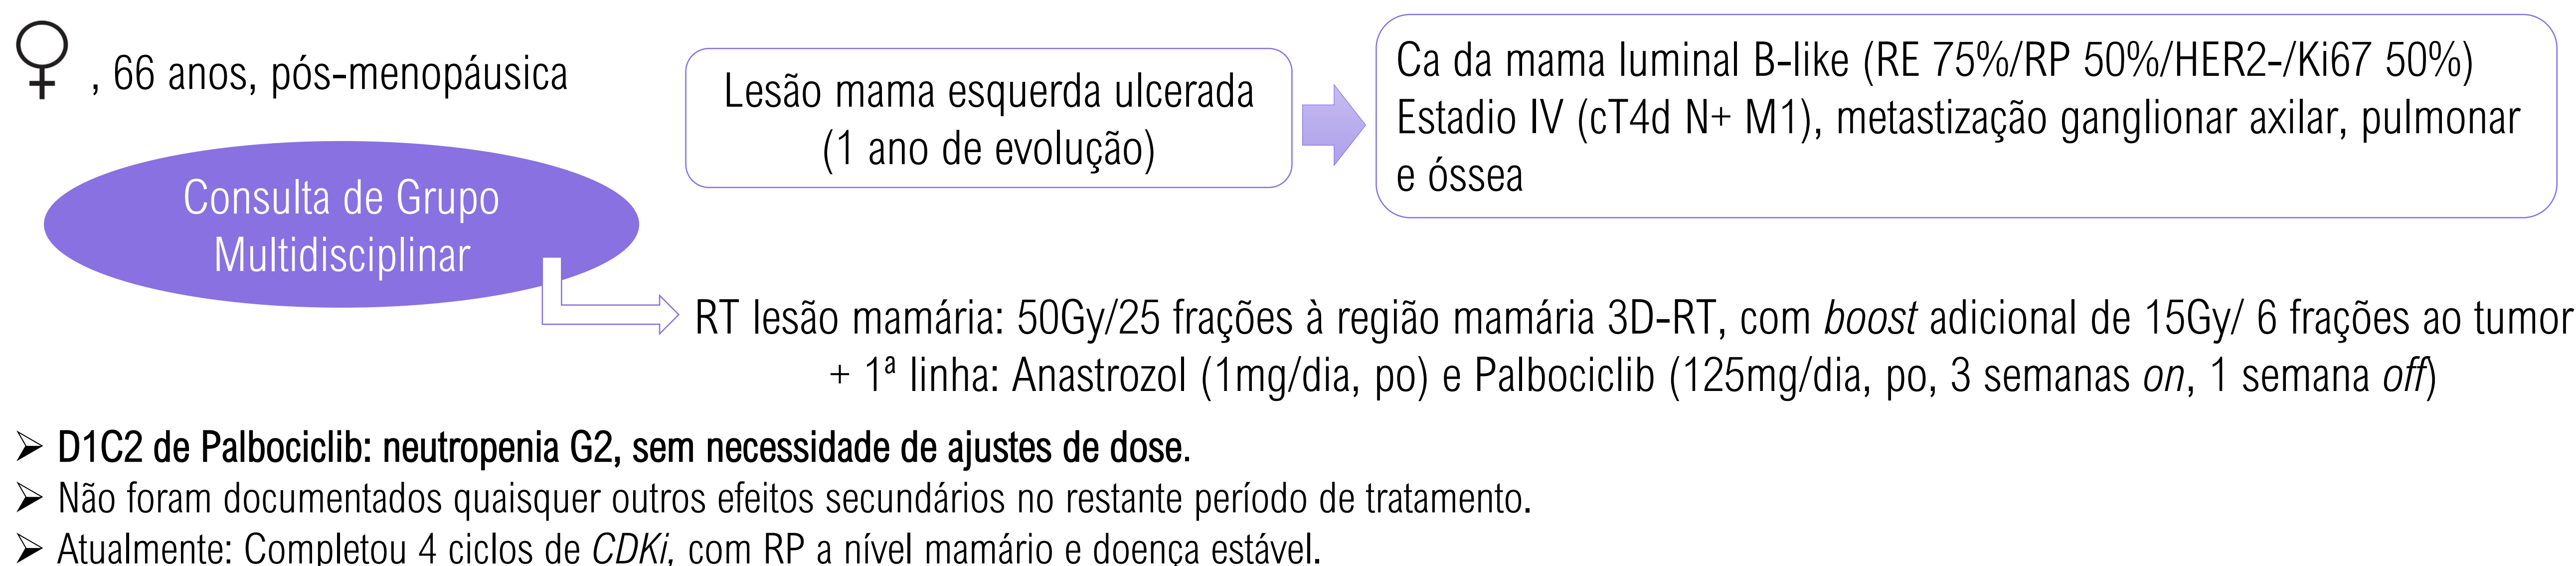 , 66 anos, pós-menopáusica
Lesão mama esquerda ulcerada
(1 ano de evolução)
Ca da mama luminal B-like (RE 75%/RP 50%/HER2-/Ki67 50%)
Estadio IV (cT4d N+ M1), metastização ganglionar axilar, pulmonar
e óssea
Consulta de Grupo
Multidisciplinar
RT lesão mamária: 50Gy/25 frações à região mamária 3D-RT, com boost adicional de 15Gy/ 6 frações ao tumor
+ 1ª linha: Anastrozol (1mg/dia, po) e Palbociclib (125mg/dia, po, 3 semanas on, 1 semana off)
➢ D1C2 de Palbociclib: neutropenia G2, sem necessidade de ajustes de dose.
➢ Não foram documentados quaisquer outros efeitos secundários no restante período de tratamento.
➢ Atualmente: Completou 4 ciclos de CDKi, com RP a nível mamário e doença estável.